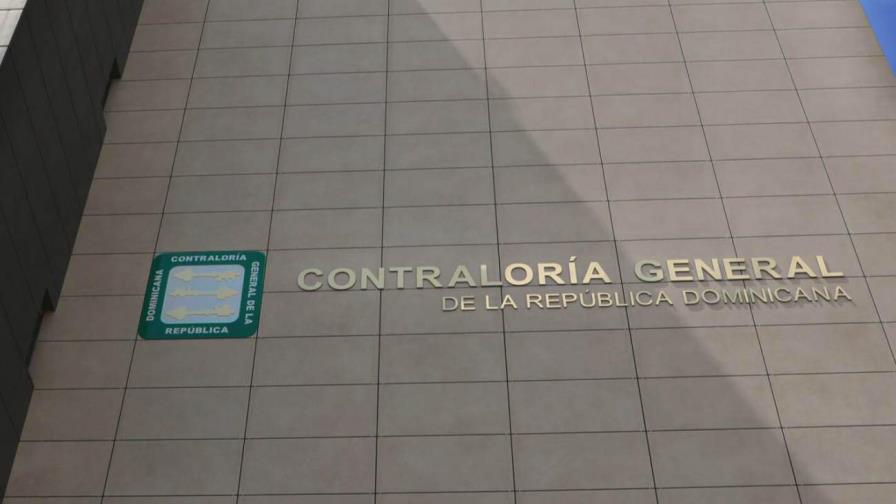 CONTRALORÍA
GENERAL DE LA
REPÚBLICA
DOMINICANA
CONTRALORÍA GENERAL
DE LA REPÚBLICA DOMINICANA